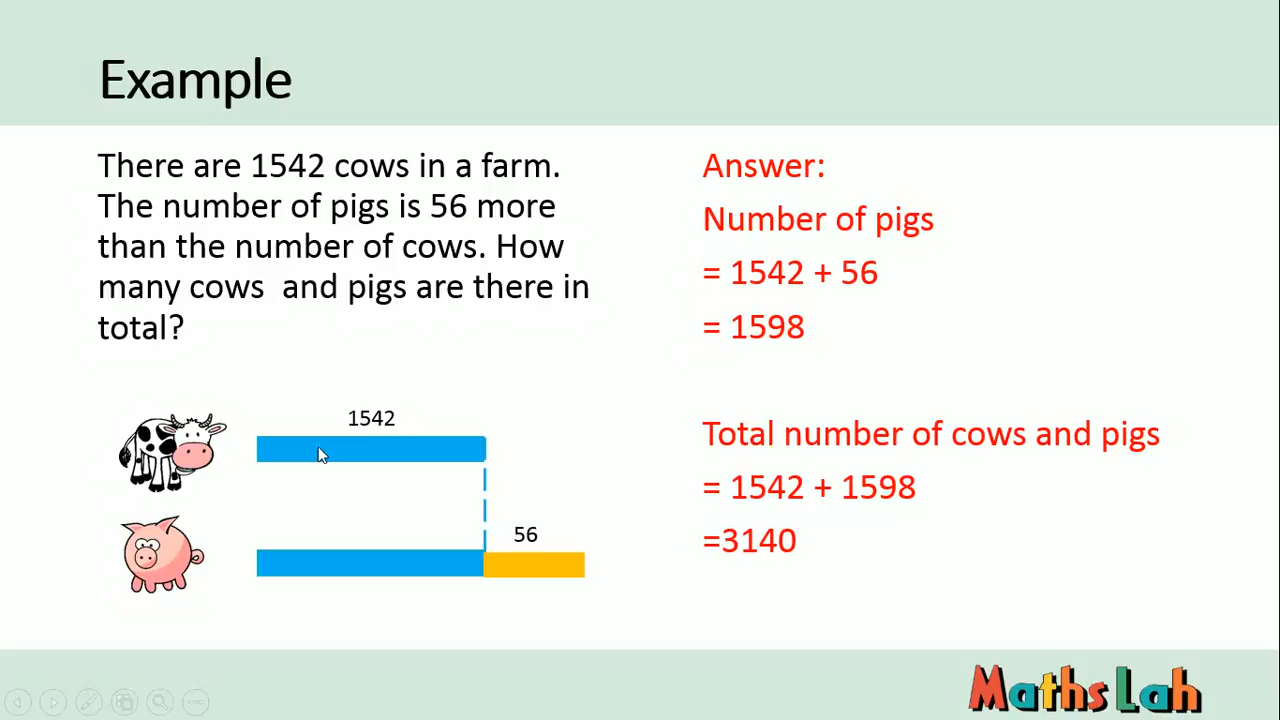 Example
There are 1542 cows in a farm.
The number of pigs is 56 more
than the number of cows. How
many cows  and pigs are there in
total?
1542
56
Answer:
Number of pigs
= 1542 + 56
= 1598
Total number of cows and pigs
= 1542 + 1598
=3140
Maths Lah